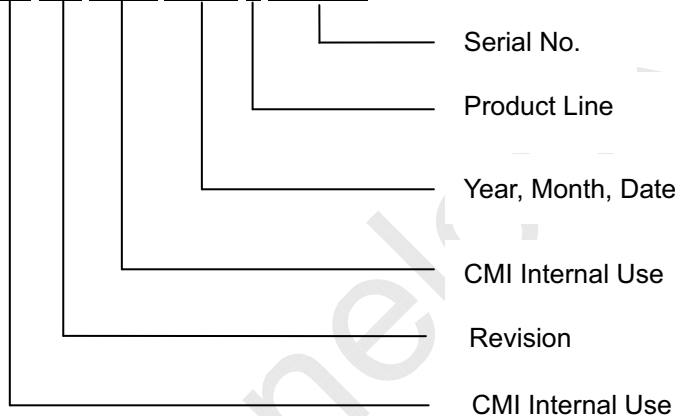 Serial No.
Product Line
Year, Month, Date
CMI Internal Use
Revision
CMI Internal Use